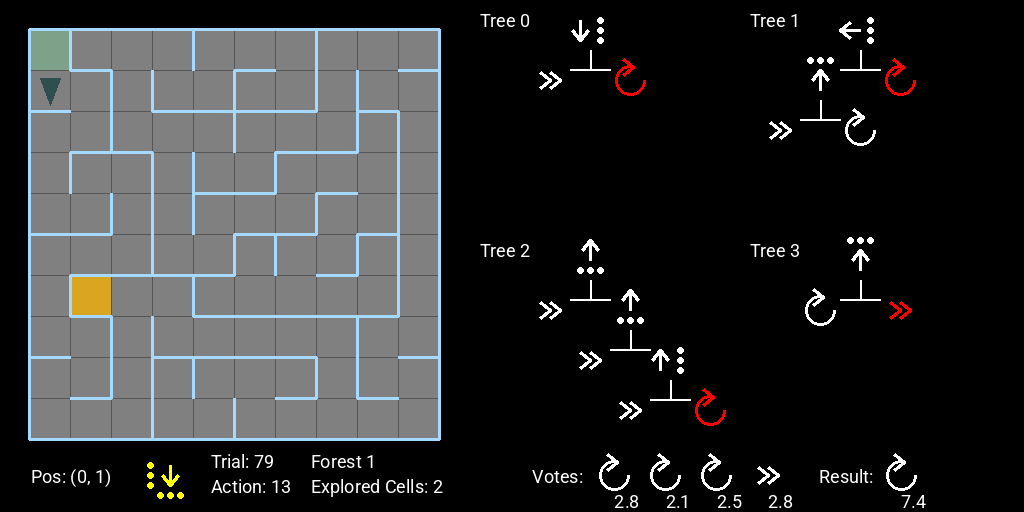 Tree 0
Tree 1
Tree 2
Tree 3
Pos: (0, 1)
Trial: 79
Forest 1
Action: 13
Explored Cells: 2
Votes:
2.8
2.1
2.5
2.8
Result:
7.4